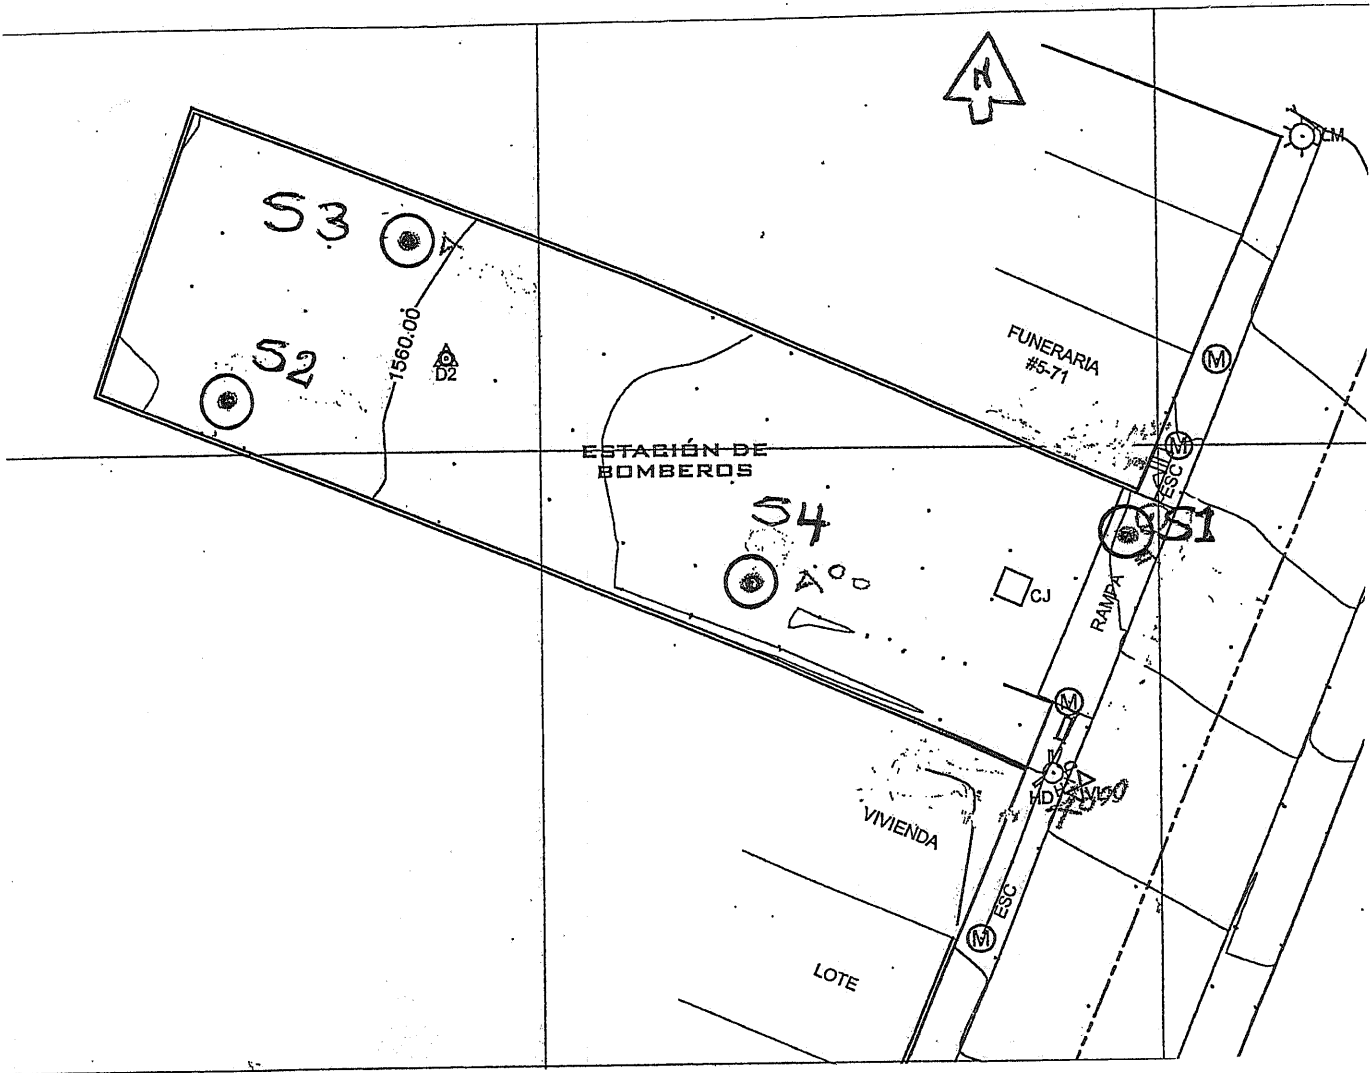 N
LM
S3
FUNERARIA
#5-71
1560.00
S2
D2
M
M
ESTACIÓN DE
BOMBEROS
ESC
S4
S1
CJ
RAMPA
M
HD
VIVIENDA
ESC
M
LOTE